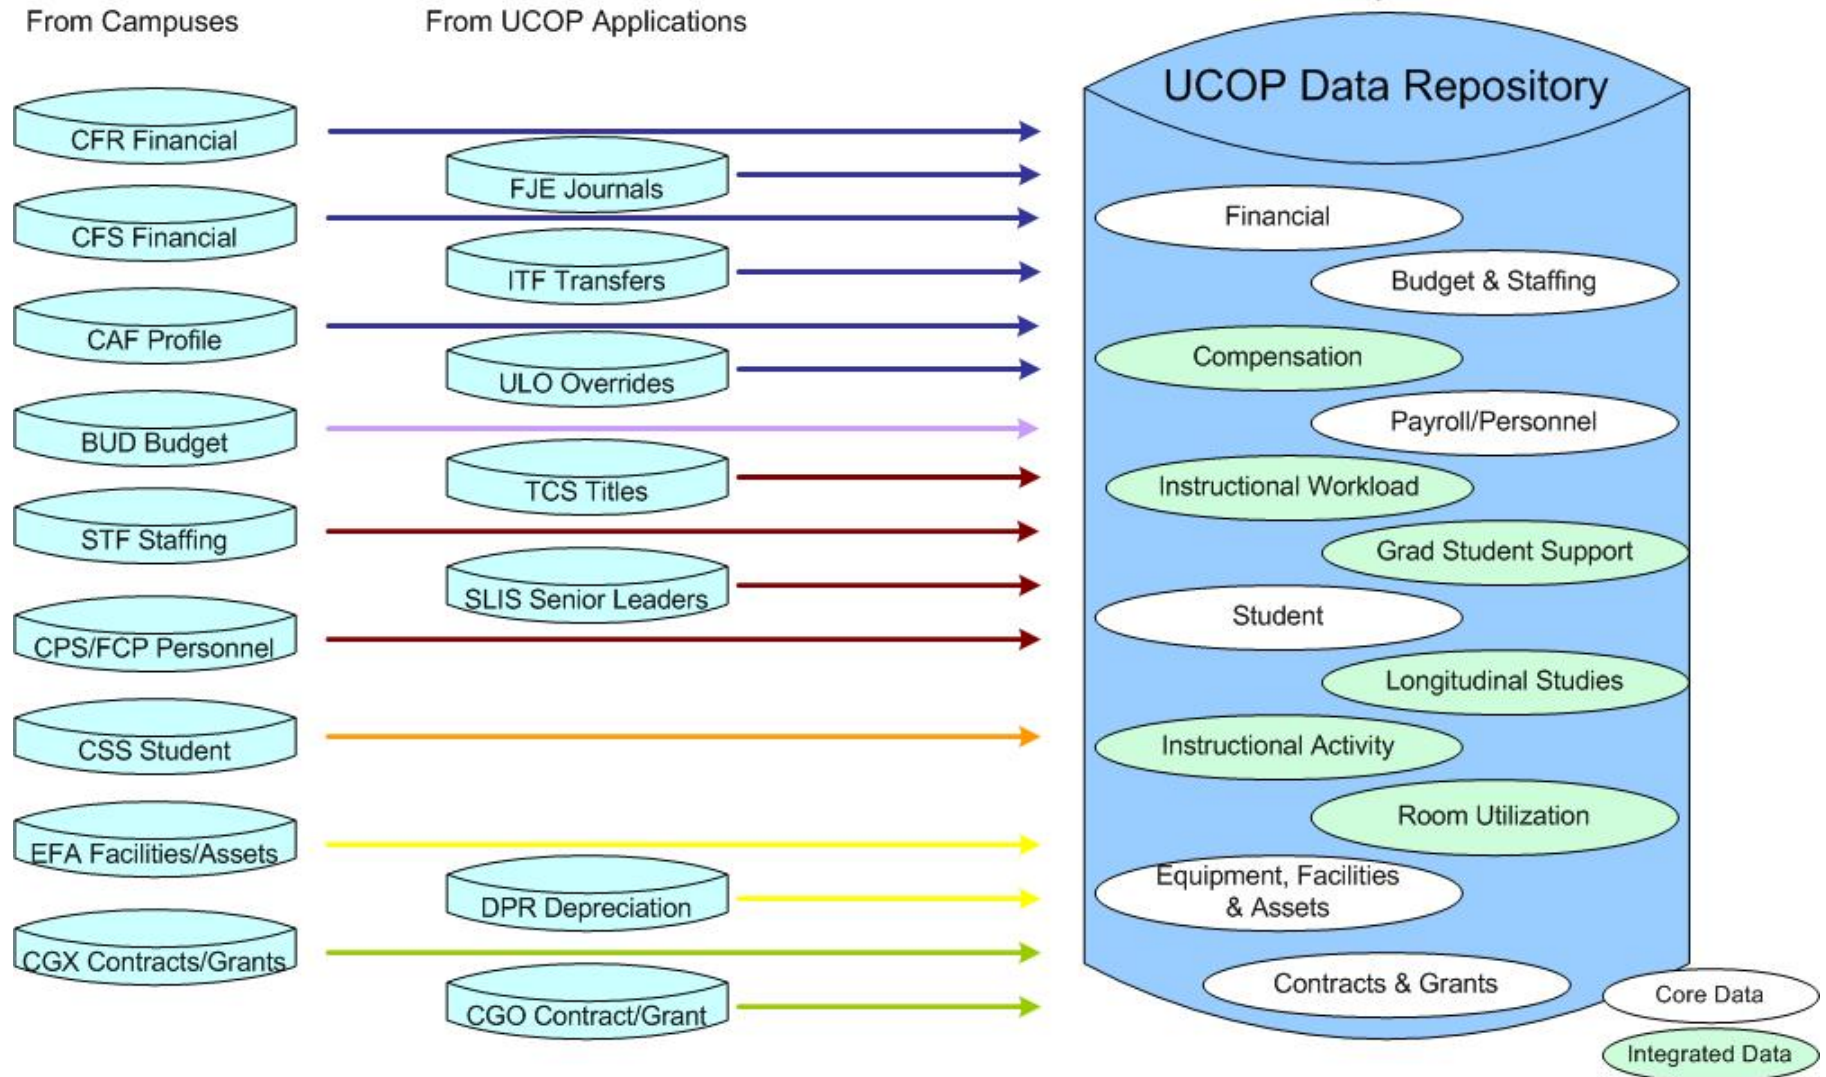 From Campuses
From UCOP Applications
UCOP Data Repository
CFR Financial
FJE Journals
CFS Financial
ITF Transfers
CAF Profile
ULO Overrides
BUD Budget
TCS Titles
STF Staffing
SLIS Senior Leaders
CPS/FCP Personnel
CSS Student
EFA Facilities/Assets
DPR Depreciation
CGX Contracts/Grants
CGO Contract/Grant
Financial
Budget & Staffing
Compensation
Payroll/Personnel
Instructional Workload
Grad Student Support
Student
Longitudinal Studies
Instructional Activity
Room Utilization
Equipment, Facilities
& Assets
Contracts & Grants
Core Data
Integrated Data